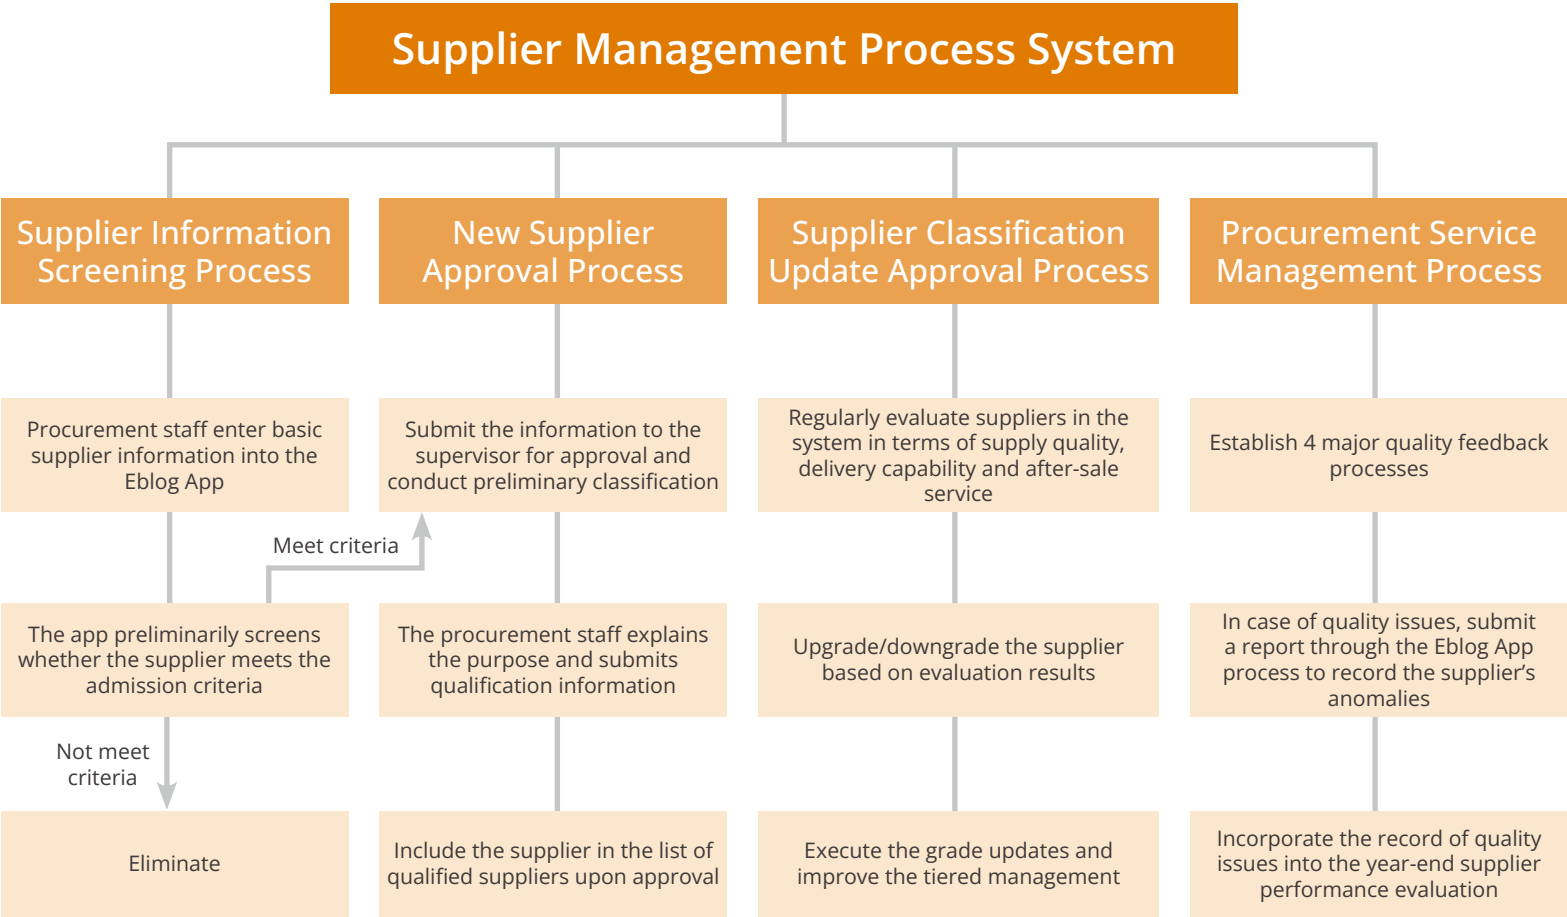 Supplier Management Process System
Supplier Information
Screening Process
New Supplier
Approval Process
Supplier Classification
Update Approval Process
Procurement Service
Management Process
Procurement staff enter basic
supplier information into the
Eblog App
Submit the information to the
supervisor for approval and
conduct preliminary classification
Regularly evaluate suppliers in the
system in terms of supply quality,
delivery capability and after-sale
service
Establish 4 major quality feedback
processes
Meet criteria
The app preliminarily screens
whether the supplier meets the
admission criteria
The procurement staff explains
the purpose and submits
qualification information
Upgrade/downgrade the supplier
based on evaluation results
In case of quality issues, submit
a report through the Eblog App
process to record the supplier’s
anomalies
Not meet
criteria
Eliminate
Include the supplier in the list of
qualified suppliers upon approval
Execute the grade updates and
improve the tiered management
Incorporate the record of quality
issues into the year-end supplier
performance evaluation